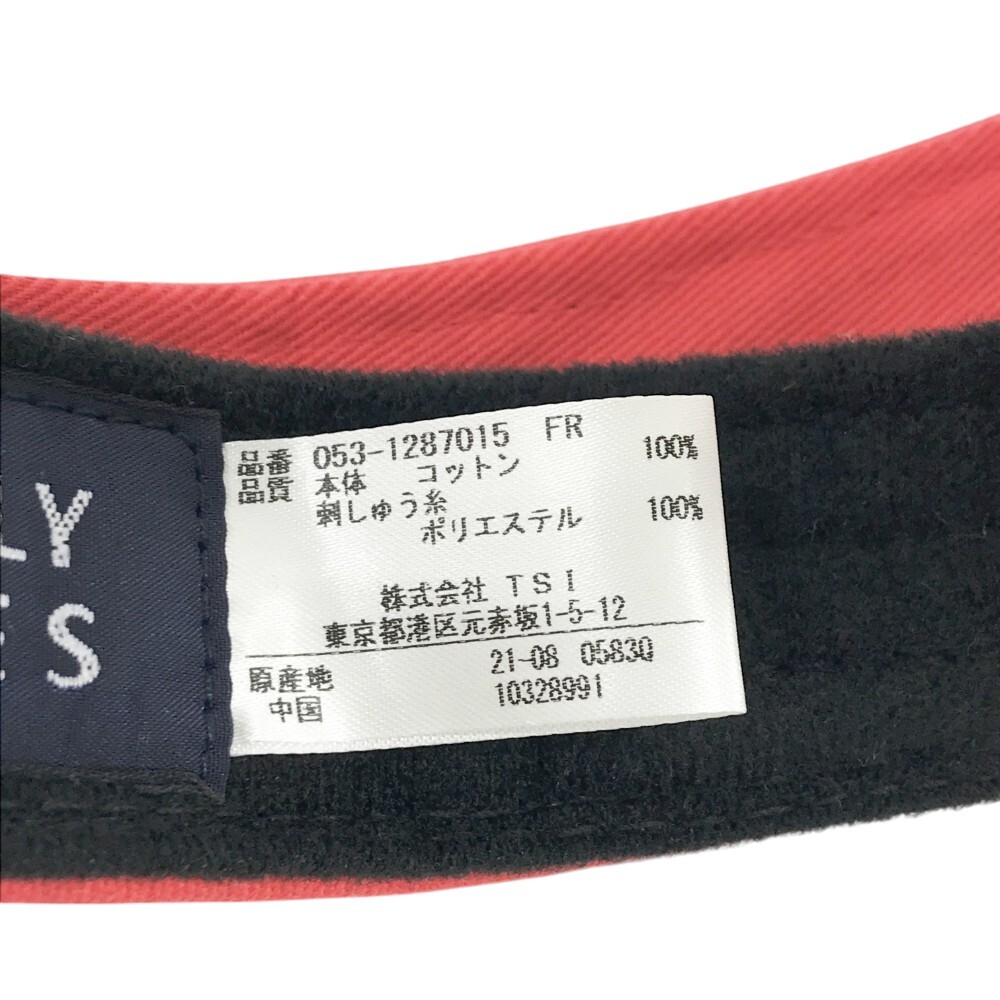 LY
ES
品番 053-1287015 FR
品質 本体 コットン 100%
刺しゅう糸
ポリエステル 100%
株式会社 TSI
東京都港区元赤坂1-5-12
原産地 21-08 0583Q
中国 10328991